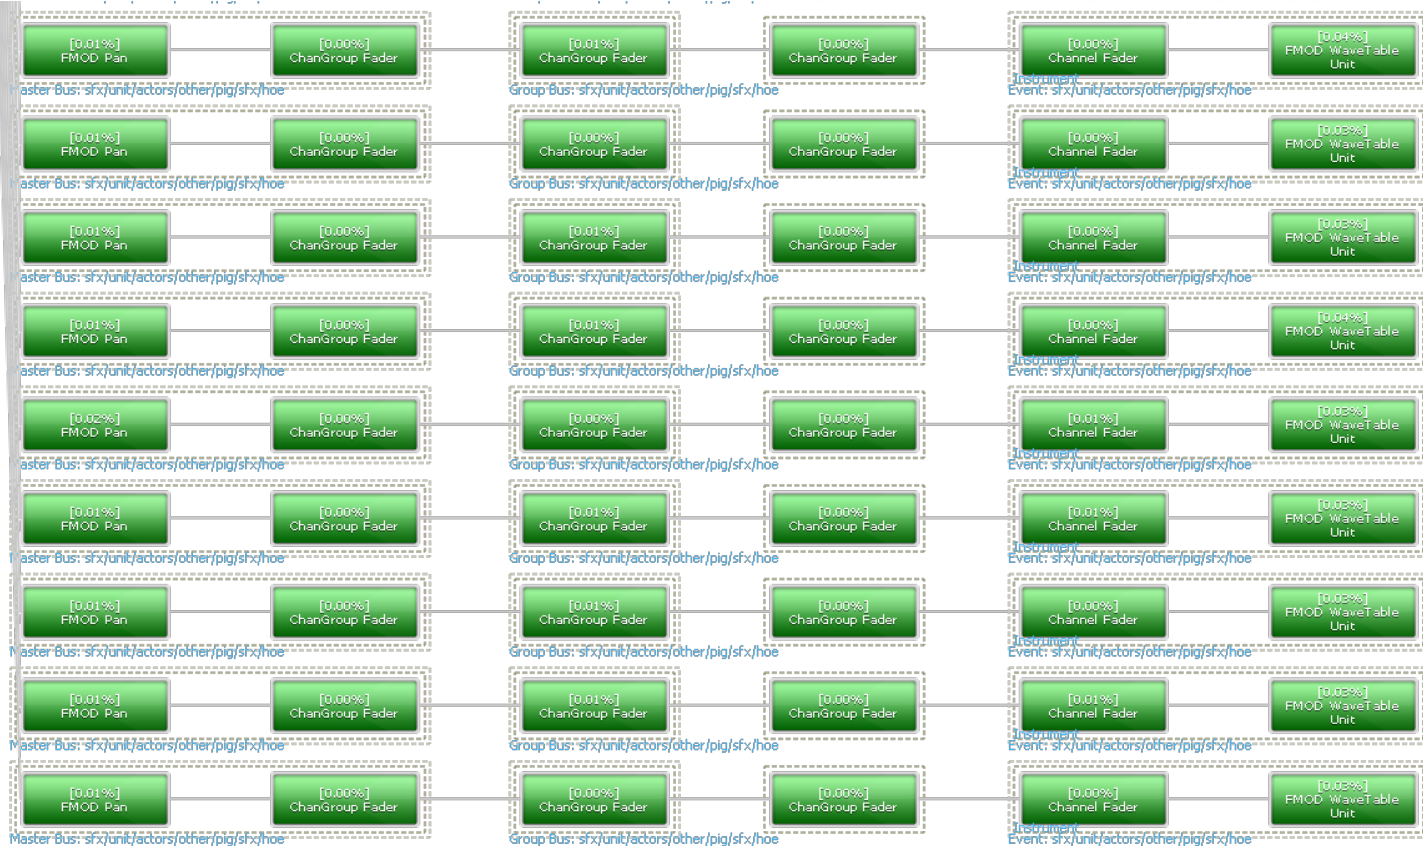 [0.01%] [0.00%] [0.01%] [0.00%] [0.00%] [0.04%]
FMOD Pan ChanGroup Fader ChanGroup Fader ChanGroup Fader Channel Fader FMOD WaveTable Unit
Instrument
Master Bus: sfx/unit/actors/other/pig/sfx/hoe Group Bus: sfx/unit/actors/other/pig/sfx/hoe Event: sfx/unit/actors/other/pig/sfx/hoe
[0.01%] [0.00%] [0.00%] [0.00%] [0.00%] [0.03%]
FMOD Pan ChanGroup Fader ChanGroup Fader ChanGroup Fader Channel Fader FMOD WaveTable Unit
Instrument
Master Bus: sfx/unit/actors/other/pig/sfx/hoe Group Bus: sfx/unit/actors/other/pig/sfx/hoe Event: sfx/unit/actors/other/pig/sfx/hoe
[0.01%] [0.00%] [0.01%] [0.00%] [0.00%] [0.03%]
FMOD Pan ChanGroup Fader ChanGroup Fader ChanGroup Fader Channel Fader FMOD WaveTable Unit
Instrument
Master Bus: sfx/unit/actors/other/pig/sfx/hoe Group Bus: sfx/unit/actors/other/pig/sfx/hoe Event: sfx/unit/actors/other/pig/sfx/hoe
[0.01%] [0.00%] [0.01%] [0.00%] [0.00%] [0.04%]
FMOD Pan ChanGroup Fader ChanGroup Fader ChanGroup Fader Channel Fader FMOD WaveTable Unit
Instrument
Master Bus: sfx/unit/actors/other/pig/sfx/hoe Group Bus: sfx/unit/actors/other/pig/sfx/hoe Event: sfx/unit/actors/other/pig/sfx/hoe
[0.02%] [0.00%] [0.00%] [0.00%] [0.01%] [0.03%]
FMOD Pan ChanGroup Fader ChanGroup Fader ChanGroup Fader Channel Fader FMOD WaveTable Unit
Instrument
Master Bus: sfx/unit/actors/other/pig/sfx/hoe Group Bus: sfx/unit/actors/other/pig/sfx/hoe Event: sfx/unit/actors/other/pig/sfx/hoe
[0.01%] [0.00%] [0.01%] [0.00%] [0.01%] [0.03%]
FMOD Pan ChanGroup Fader ChanGroup Fader ChanGroup Fader Channel Fader FMOD WaveTable Unit
Instrument
Master Bus: sfx/unit/actors/other/pig/sfx/hoe Group Bus: sfx/unit/actors/other/pig/sfx/hoe Event: sfx/unit/actors/other/pig/sfx/hoe
[0.01%] [0.00%] [0.01%] [0.00%] [0.00%] [0.03%]
FMOD Pan ChanGroup Fader ChanGroup Fader ChanGroup Fader Channel Fader FMOD WaveTable Unit
Instrument
Master Bus: sfx/unit/actors/other/pig/sfx/hoe Group Bus: sfx/unit/actors/other/pig/sfx/hoe Event: sfx/unit/actors/other/pig/sfx/hoe
[0.01%] [0.00%] [0.01%] [0.00%] [0.01%] [0.03%]
FMOD Pan ChanGroup Fader ChanGroup Fader ChanGroup Fader Channel Fader FMOD WaveTable Unit
Instrument
Master Bus: sfx/unit/actors/other/pig/sfx/hoe Group Bus: sfx/unit/actors/other/pig/sfx/hoe Event: sfx/unit/actors/other/pig/sfx/hoe
[0.01%] [0.00%] [0.00%] [0.00%] [0.00%] [0.03%]
FMOD Pan ChanGroup Fader ChanGroup Fader ChanGroup Fader Channel Fader FMOD WaveTable Unit
Instrument
Master Bus: sfx/unit/actors/other/pig/sfx/hoe Group Bus: sfx/unit/actors/other/pig/sfx/hoe Event: sfx/unit/actors/other/pig/sfx/hoe